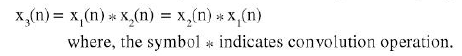 x₃(n) = x₁(n) ∗ x₂(n) = x₂(n) ∗ x₁(n)
where, the symbol ∗ indicates convolution operation.